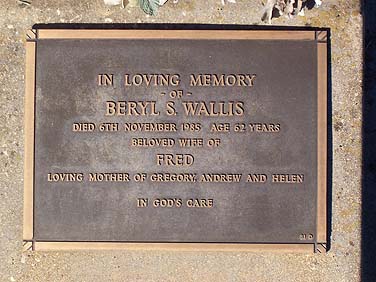 IN LOVING MEMORY
- OF -
BERYL S. WALLIS
DIED 6TH NOVEMBER 1985 AGE 62 YEARS
BELOVED WIFE OF
FRED
LOVING MOTHER OF GREGORY, ANDREW AND HELEN
IN GOD'S CARE